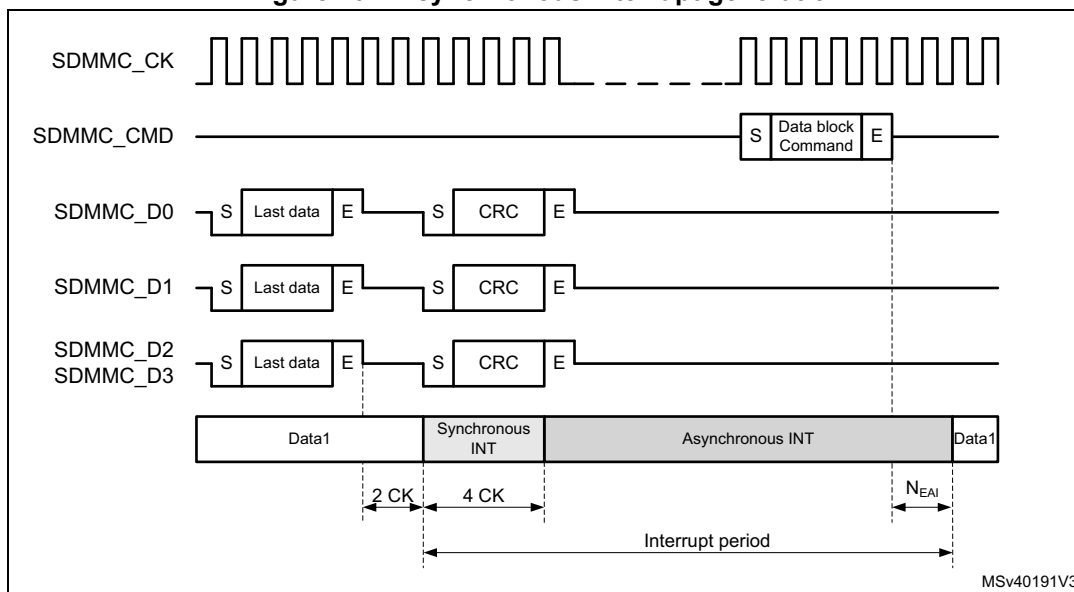 SDMMC_CK
SDMMC_CMD
S Data block Command E
SDMMC_D0
S Last data E S CRC E
SDMMC_D1
S Last data E S CRC E
SDMMC_D2
SDMMC_D3
S Last data E S CRC E
Data1 Synchronous INT Asynchronous INT Data1
2 CK 4 CK NEAI
Interrupt period
MSv40191V3